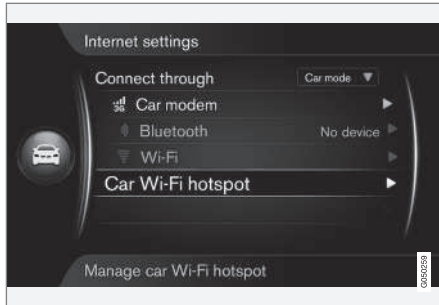 Internet settings
Connect through Car mode
3G Car modem
Bluetooth No device
Wi-Fi
Car Wi-Fi hotspot
Manage car Wi-Fi hotspot
G050259